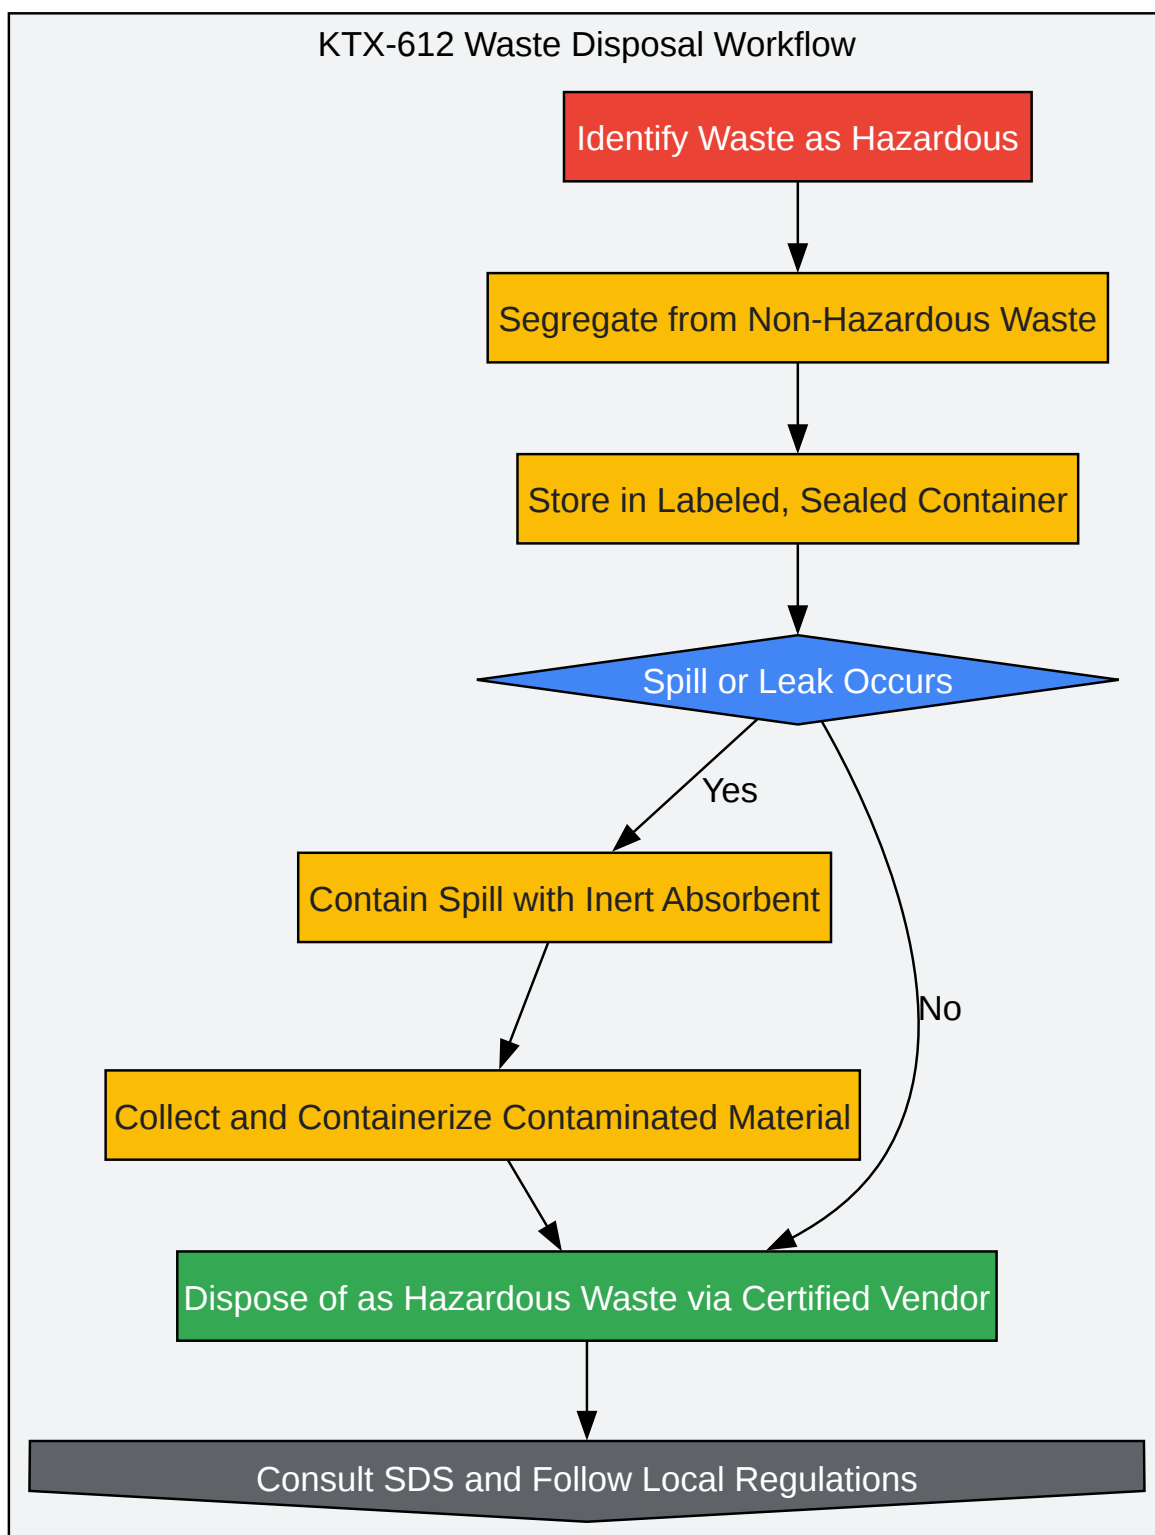 KTX-612 Waste Disposal Workflow
Identify Waste as Hazardous
Segregate from Non-Hazardous Waste
Store in Labeled, Sealed Container
Spill or Leak Occurs
Yes
Contain Spill with Inert Absorbent
No
Collect and Containerize Contaminated Material
Dispose of as Hazardous Waste via Certified Vendor
Consult SDS and Follow Local Regulations